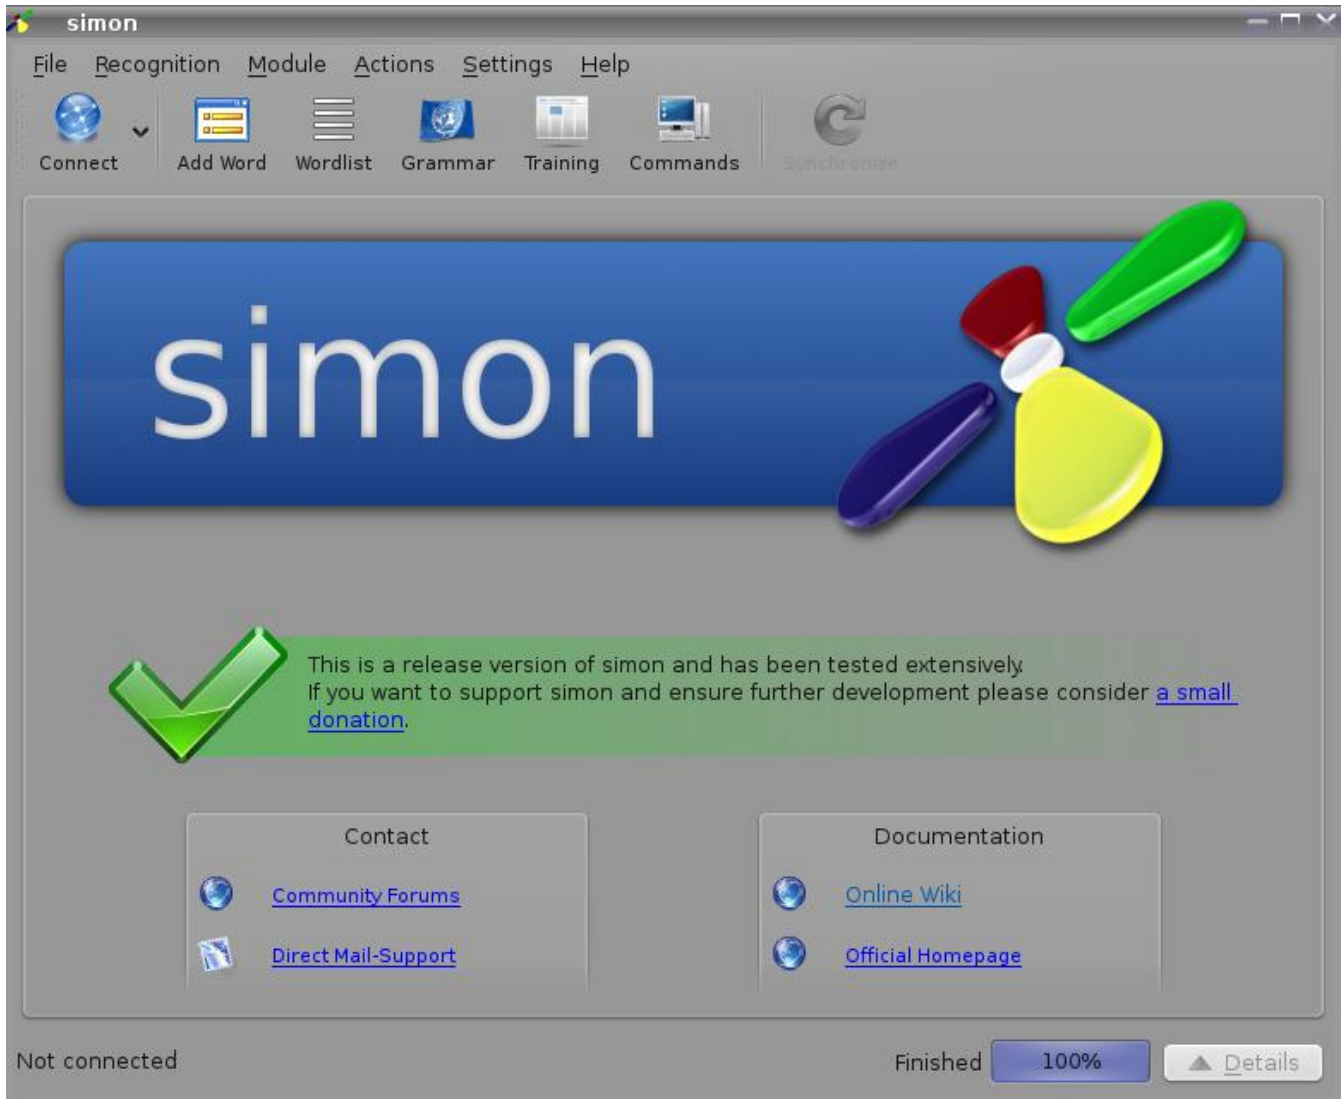 simon
File Recognition Module Actions Settings Help
Connect Add Word Wordlist Grammar Training Commands Synchronize
simon
This is a release version of simon and has been tested extensively.
If you want to support simon and ensure further development please consider a small
donation.
Contact
Community Forums
Direct Mail-Support
Documentation
Online Wiki
Official Homepage
Not connected
Finished 100% Details